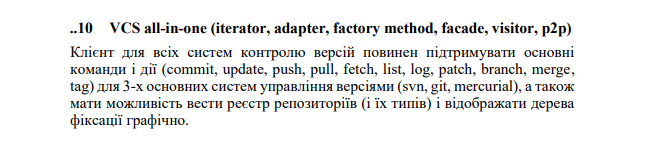 ..10 VCS all-in-one (iterator, adapter, factory method, facade, visitor, p2p)
Клієнт для всіх систем контролю версій повинен підтримувати основні
команди і дії (commit, update, push, pull, fetch, list, log, patch, branch, merge,
tag) для 3-х основних систем управління версіями (svn, git, mercurial), а також
мати можливість вести реєстр репозиторіїв (і їх типів) і відображати дерева
фіксації графічно.